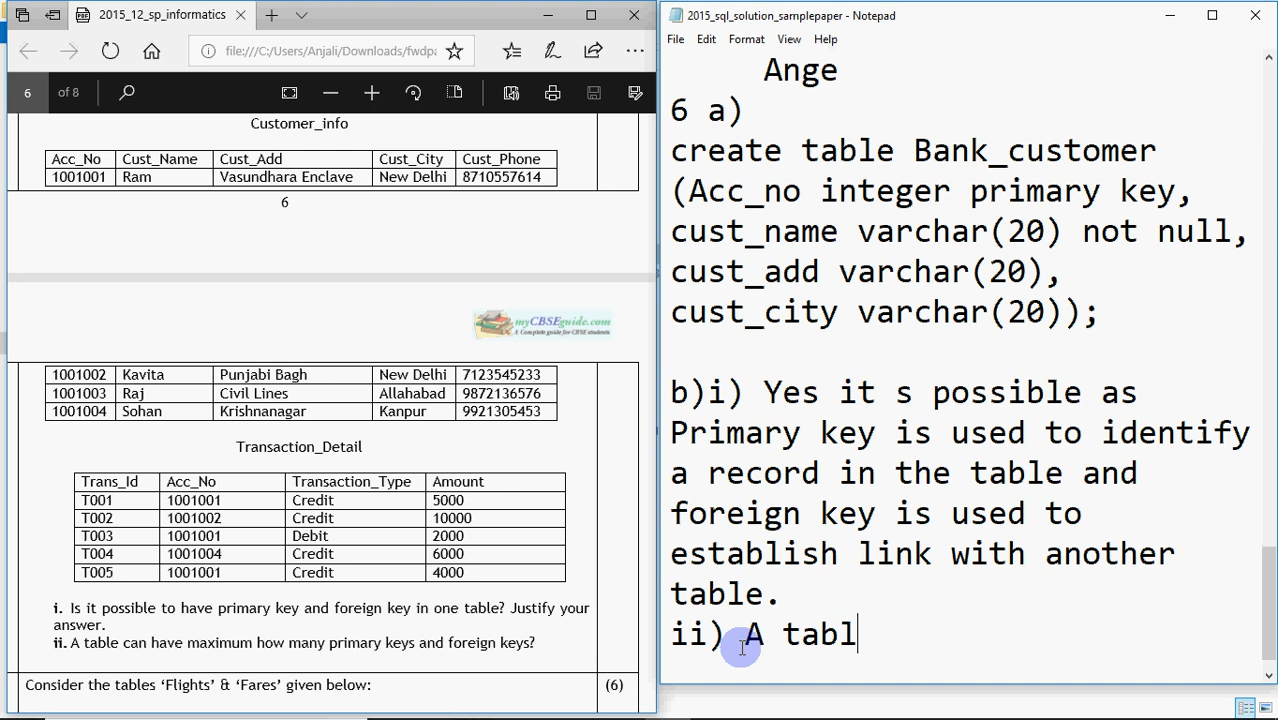 2015_12_sp_informatics
file:///C:/Users/Anjali/Downloads/fwdpa
6 of 8
Customer_info
Acc_No Cust_Name Cust_Add Cust_City Cust_Phone
1001001 Ram Vasundhara Enclave New Delhi 8710557614
6
myCBSEguide.com
A Complete guide for CBSE students
1001002 Kavita Punjabi Bagh New Delhi 7123545233
1001003 Raj Civil Lines Allahabad 9872136576
1001004 Sohan Krishnanagar Kanpur 9921305453
Transaction_Detail
Trans_Id Acc_No Transaction_Type Amount
T001 1001001 Credit 5000
T002 1001002 Credit 10000
T003 1001001 Debit 2000
T004 1001004 Credit 6000
T005 1001001 Credit 4000
i. Is it possible to have primary key and foreign key in one table? Justify your
answer.
ii. A table can have maximum how many primary keys and foreign keys?
Consider the tables ‘Flights’ & ‘Fares’ given below: (6)
2015_sql_solution_samplepaper - Notepad
File Edit Format View Help
Ange
6 a)
create table Bank_customer
(Acc_no integer primary key,
cust_name varchar(20) not null,
cust_add varchar(20),
cust_city varchar(20));
b)i) Yes it s possible as
Primary key is used to identify
a record in the table and
foreign key is used to
establish link with another
table.
ii) A tabl